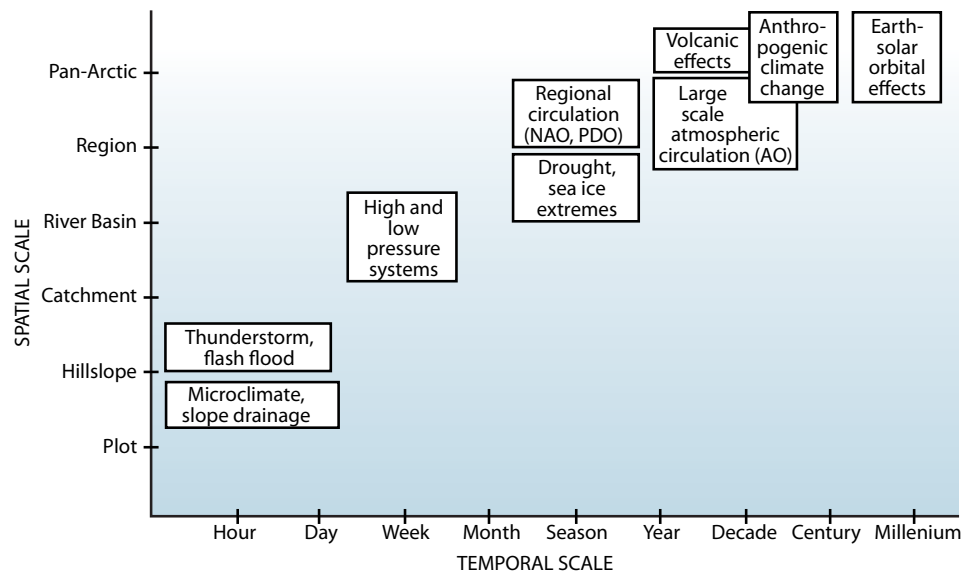 SPATIAL SCALE
Pan-Arctic
Region
River Basin
Catchment
Hillslope
Plot
Volcanic
effects
Anthro-
pogenic
climate
change
Earth-
solar
orbital
effects
Regional
circulation
(NAO, PDO)
Large
scale
atmospheric
circulation (AO)
Drought,
sea ice
extremes
High and
low
pressure
systems
Thunderstorm,
flash flood
Microclimate,
slope drainage
Hour Day Week Month Season Year Decade Century Millenium
TEMPORAL SCALE